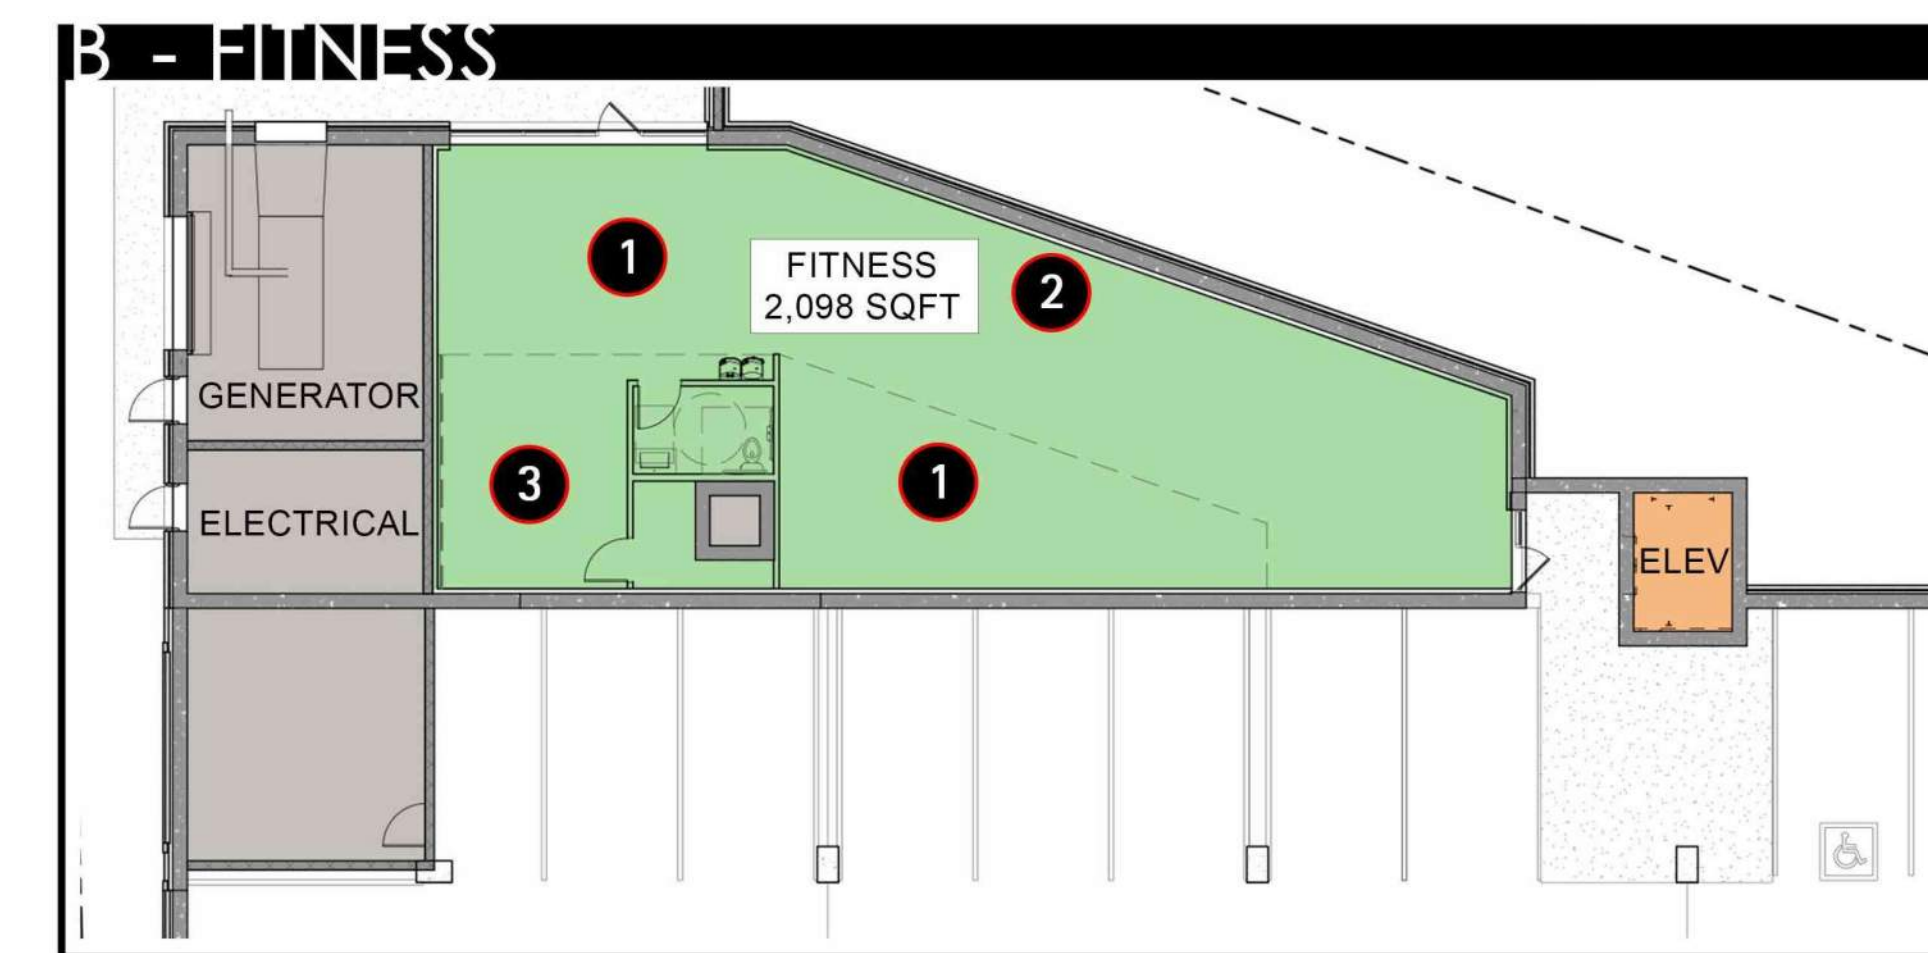 B - FITNESS
1
FITNESS
2,098 SQFT
2
GENERATOR
3
1
ELECTRICAL
ELEV